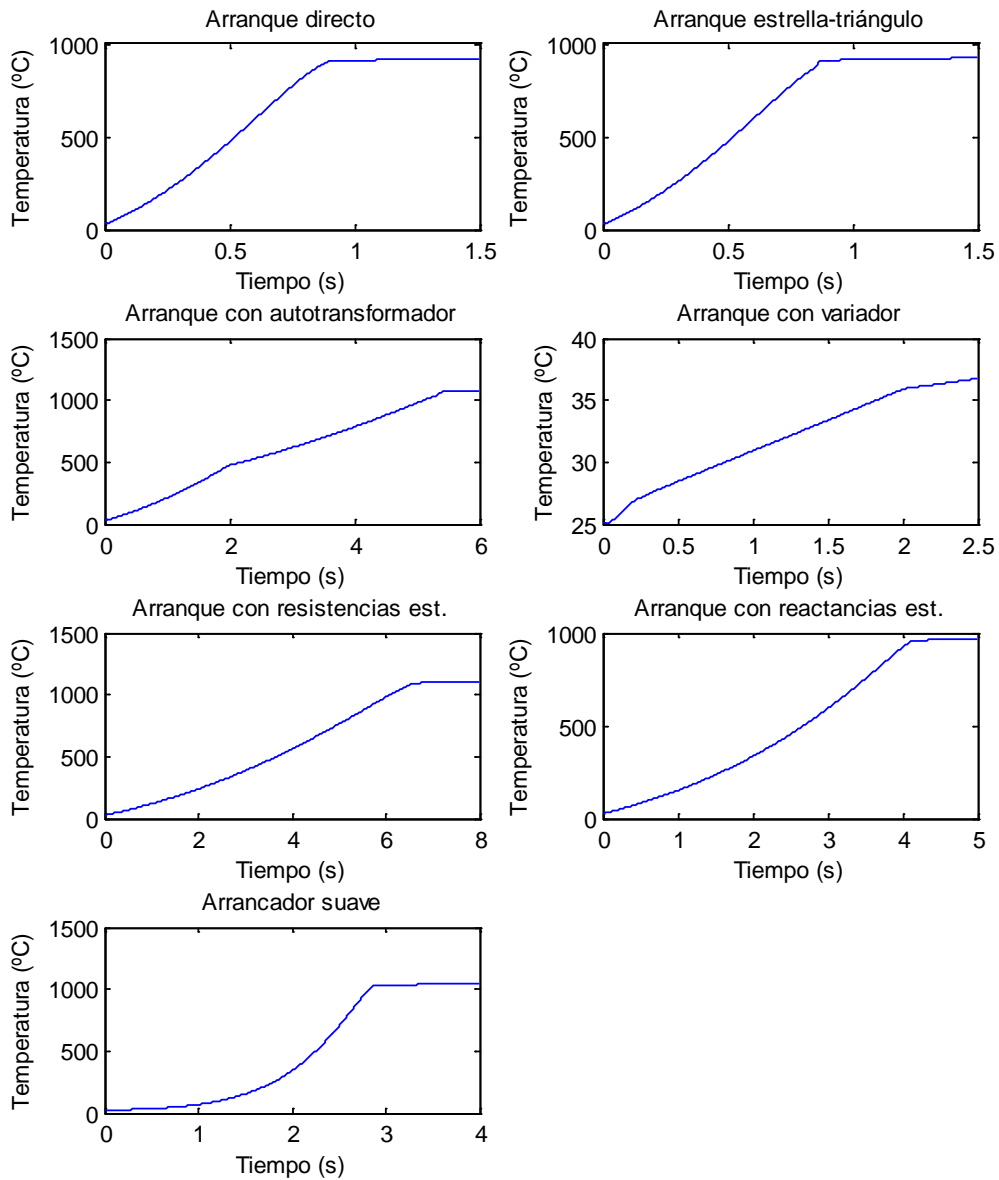 Arranque directo
Temperatura (ºC)
1000
500
0
0 0.5 1 1.5
Tiempo (s)
Arranque estrella-triángulo
Temperatura (ºC)
1000
500
0
0 0.5 1 1.5
Tiempo (s)
Arranque con autotransformador
Temperatura (ºC)
1500
1000
500
0
0 2 4 6
Tiempo (s)
Arranque con variador
Temperatura (ºC)
40
35
30
25
0 0.5 1 1.5 2 2.5
Tiempo (s)
Arranque con resistencias est.
Temperatura (ºC)
1500
1000
500
0
0 2 4 6 8
Tiempo (s)
Arranque con reactancias est.
Temperatura (ºC)
1000
500
0
0 1 2 3 4 5
Tiempo (s)
Arrancador suave
Temperatura (ºC)
1500
1000
500
0
0 1 2 3 4
Tiempo (s)